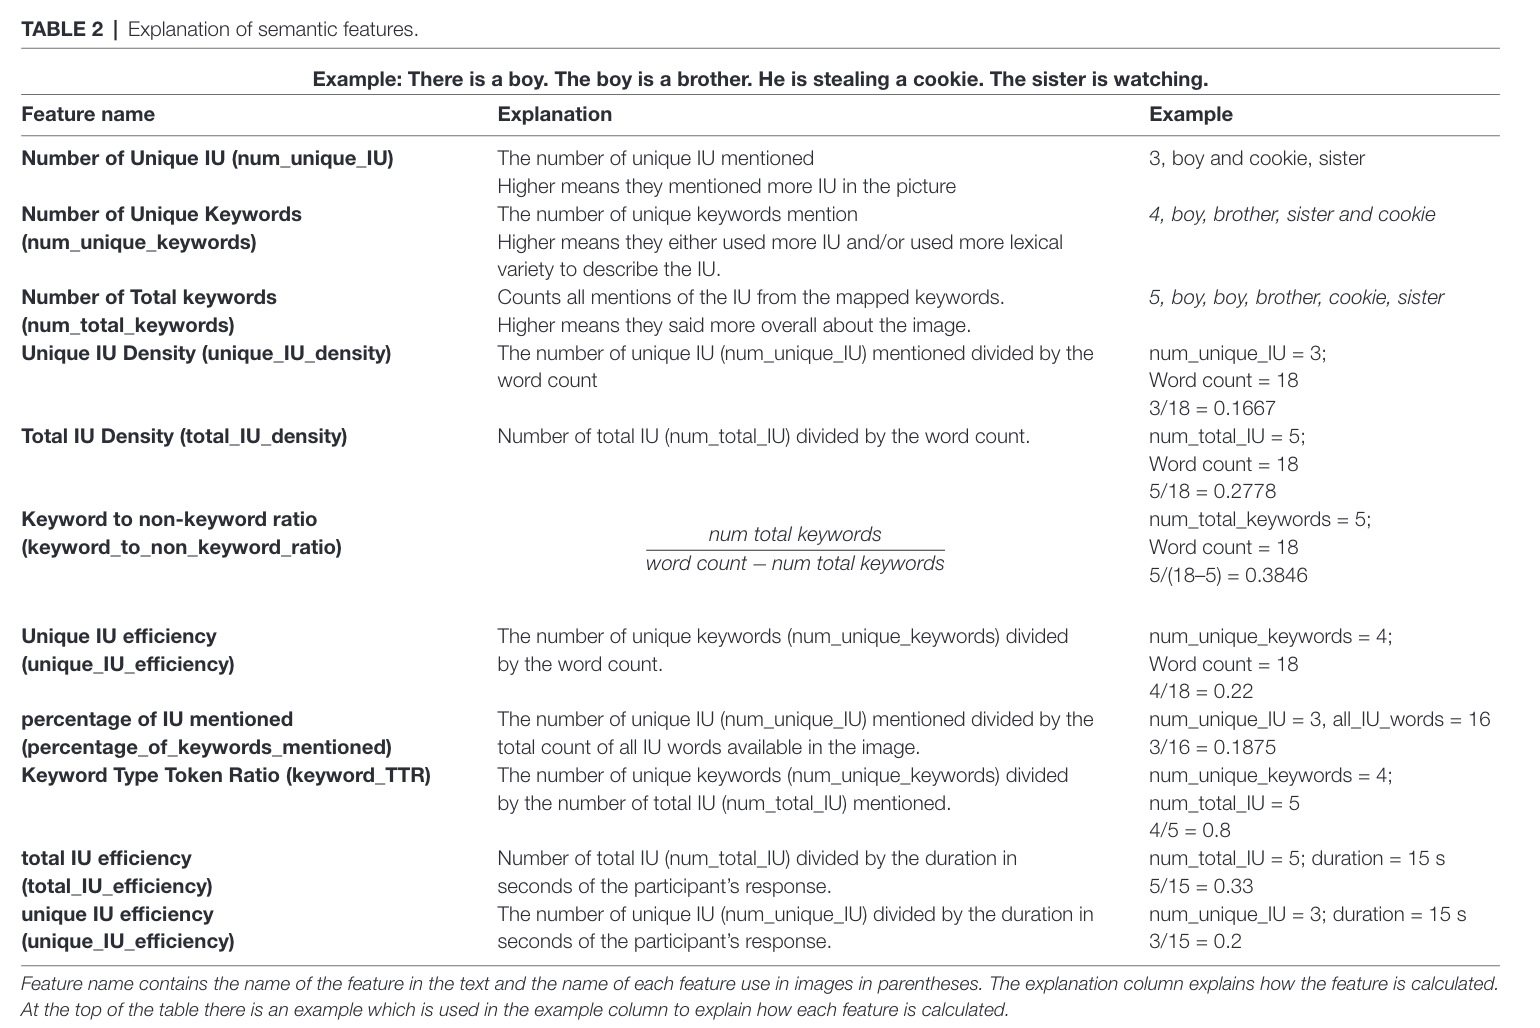 TABLE 2 | Explanation of semantic features.
Example: There is a boy. The boy is a brother. He is stealing a cookie. The sister is watching.
Feature name Explanation Example
Number of Unique IU (num_unique_IU) The number of unique IU mentioned 3, boy and cookie, sister
Higher means they mentioned more IU in the picture
Number of Unique Keywords The number of unique keywords mention 4, boy, brother, sister and cookie
(num_unique_keywords) Higher means they either used more IU and/or used more lexical
variety to describe the IU.
Number of Total keywords Counts all mentions of the IU from the mapped keywords. 5, boy, boy, brother, cookie, sister
(num_total_keywords) Higher means they said more overall about the image.
Unique IU Density (unique_IU_density) The number of unique IU (num_unique_IU) mentioned divided by the num_unique_IU = 3;
word count Word count = 18
3/18 = 0.1667
Total IU Density (total_IU_density) Number of total IU (num_total_IU) divided by the word count. num_total_IU = 5;
Word count = 18
5/18 = 0.2778
Keyword to non-keyword ratio num_total_keywords = 5;
num total keywords
(keyword_to_non_keyword_ratio) Word count = 18
word count – num total keywords
5/(18–5) = 0.3846
Unique IU efficiency The number of unique keywords (num_unique_keywords) divided num_unique_keywords = 4;
(unique_IU_efficiency) by the word count. Word count = 18
4/18 = 0.22
percentage of IU mentioned The number of unique IU (num_unique_IU) mentioned divided by the num_unique_IU = 3, all_IU_words = 16
(percentage_of_keywords_mentioned) total count of all IU words available in the image. 3/16 = 0.1875
Keyword Type Token Ratio (keyword_TTR) The number of unique keywords (num_unique_keywords) divided num_unique_keywords = 4;
by the number of total IU (num_total_IU) mentioned. num_total_IU = 5
4/5 = 0.8
total IU efficiency Number of total IU (num_total_IU) divided by the duration in num_total_IU = 5; duration = 15 s
(total_IU_efficiency) seconds of the participant's response. 5/15 = 0.33
unique IU efficiency The number of unique IU (num_unique_IU) divided by the duration in num_unique_IU = 3; duration = 15 s
(unique_IU_efficiency) seconds of the participant's response. 3/15 = 0.2
Feature name contains the name of the feature in the text and the name of each feature use in images in parentheses. The explanation column explains how the feature is calculated.
At the top of the table there is an example which is used in the example column to explain how each feature is calculated.